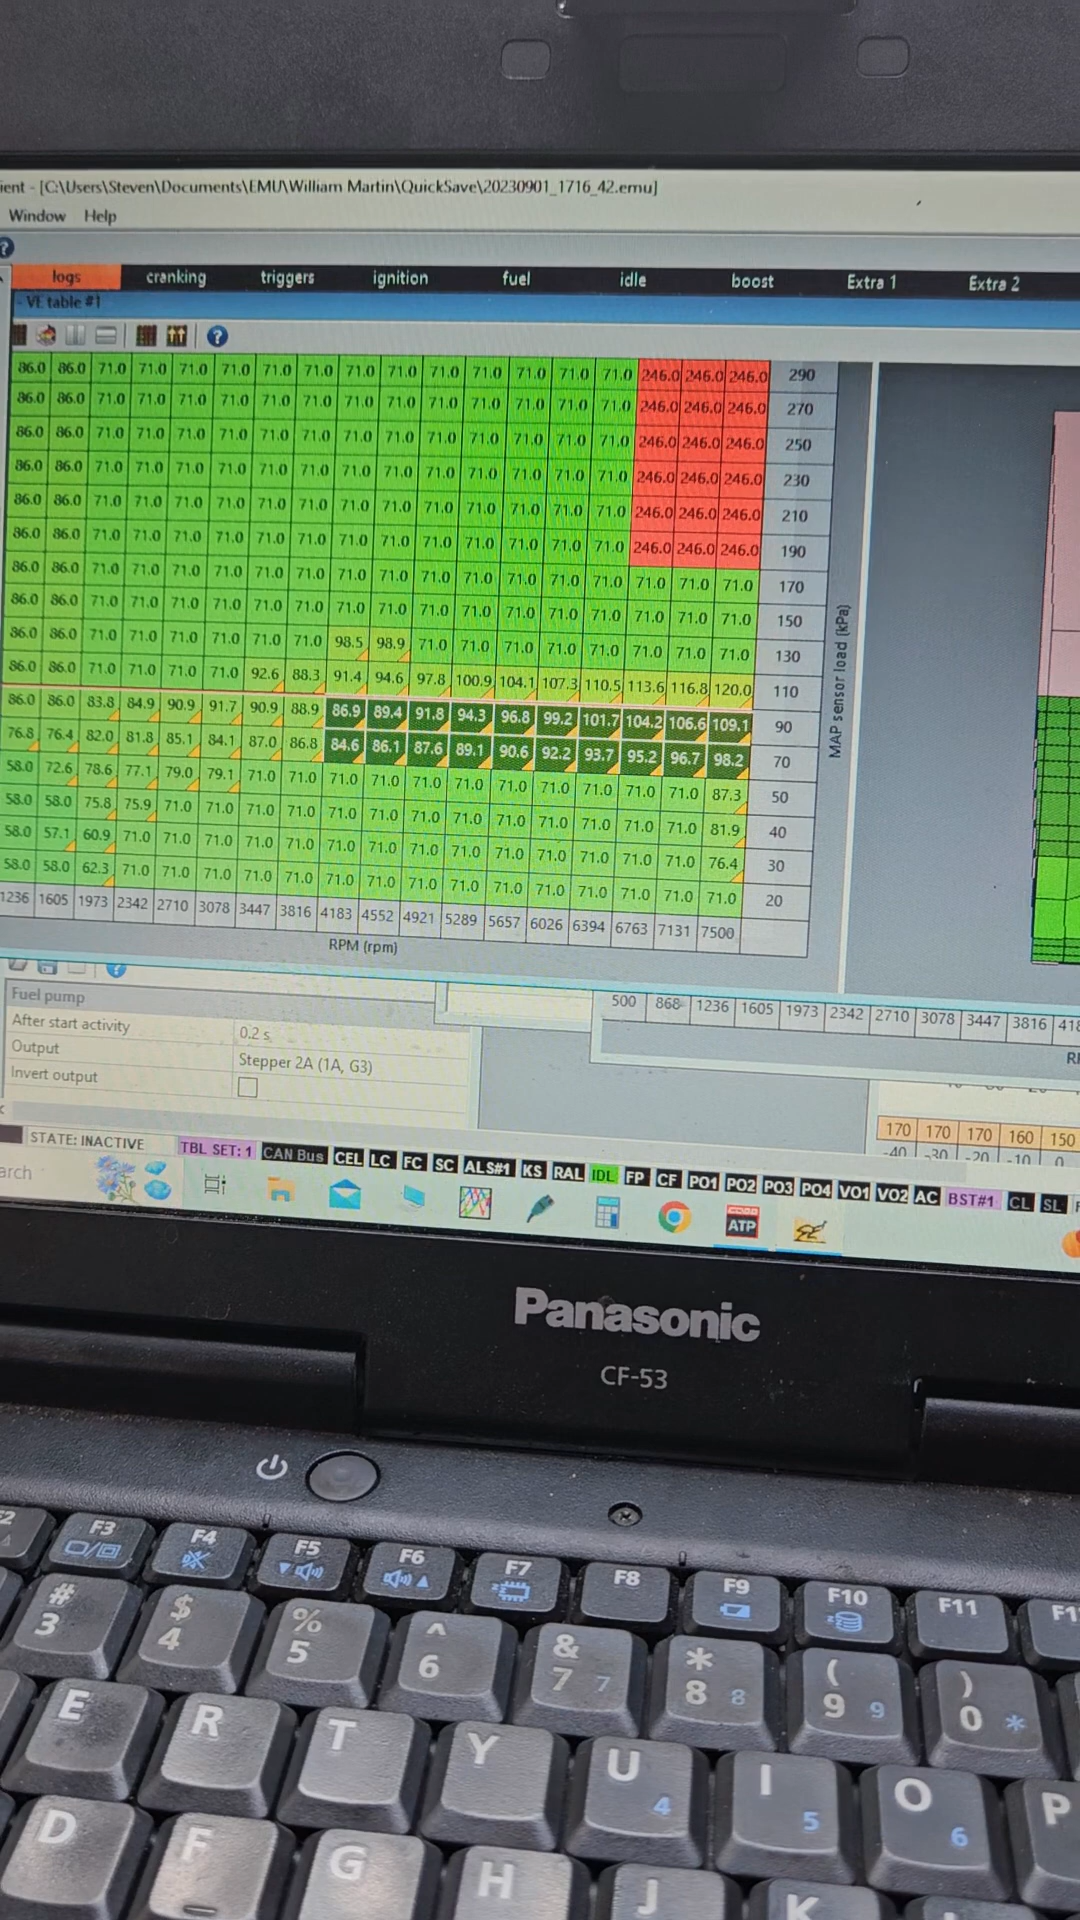 ient - [C:\Users\Steven\Documents\EMU\William Martin\QuickSave\20230901_1716_42.emu]
Window Help
logs cranking triggers ignition fuel idle boost Extra 1 Extra 2
- VE table #1
86.0 86.0 71.0 71.0 71.0 71.0 71.0 71.0 71.0 71.0 71.0 71.0 71.0 71.0 71.0 246.0 246.0 246.0 290
86.0 86.0 71.0 71.0 71.0 71.0 71.0 71.0 71.0 71.0 71.0 71.0 71.0 71.0 71.0 246.0 246.0 246.0 270
86.0 86.0 71.0 71.0 71.0 71.0 71.0 71.0 71.0 71.0 71.0 71.0 71.0 71.0 71.0 246.0 246.0 246.0 250
86.0 86.0 71.0 71.0 71.0 71.0 71.0 71.0 71.0 71.0 71.0 71.0 71.0 71.0 71.0 246.0 246.0 246.0 230
86.0 86.0 71.0 71.0 71.0 71.0 71.0 71.0 71.0 71.0 71.0 71.0 71.0 71.0 71.0 246.0 246.0 246.0 210
86.0 86.0 71.0 71.0 71.0 71.0 71.0 71.0 71.0 71.0 71.0 71.0 71.0 71.0 71.0 246.0 246.0 246.0 190
86.0 86.0 71.0 71.0 71.0 71.0 71.0 71.0 71.0 71.0 71.0 71.0 71.0 71.0 71.0 71.0 71.0 71.0 170
86.0 86.0 71.0 71.0 71.0 71.0 71.0 71.0 71.0 71.0 71.0 71.0 71.0 71.0 71.0 71.0 71.0 71.0 150
86.0 86.0 71.0 71.0 71.0 71.0 71.0 71.0 98.5 98.9 71.0 71.0 71.0 71.0 71.0 71.0 71.0 71.0 130
86.0 86.0 71.0 71.0 71.0 71.0 92.6 88.3 91.4 94.6 97.8 100.9 104.1 107.3 110.5 113.6 116.8 120.0 110
86.0 86.0 83.8 84.9 90.9 91.7 90.9 88.9 86.9 89.4 91.8 94.3 96.8 99.2 101.7 104.2 106.6 109.1 90
76.8 76.4 82.0 81.8 85.1 84.1 87.0 86.8 84.6 86.1 87.6 89.1 90.6 92.2 93.7 95.2 96.7 98.2 70
58.0 72.6 78.6 77.1 79.0 79.1 71.0 71.0 71.0 71.0 71.0 71.0 71.0 71.0 71.0 71.0 71.0 87.3 50
58.0 58.0 75.8 75.9 71.0 71.0 71.0 71.0 71.0 71.0 71.0 71.0 71.0 71.0 71.0 71.0 71.0 81.9 40
58.0 57.1 60.9 71.0 71.0 71.0 71.0 71.0 71.0 71.0 71.0 71.0 71.0 71.0 71.0 71.0 71.0 76.4 30
58.0 58.0 62.3 71.0 71.0 71.0 71.0 71.0 71.0 71.0 71.0 71.0 71.0 71.0 71.0 71.0 71.0 71.0 20
1236 1605 1973 2342 2710 3078 3447 3816 4183 4552 4921 5289 5657 6026 6394 6763 7131 7500
RPM (rpm)
MAP sensor load (kPa)
500 868 1236 1605 1973 2342 2710 3078 3447 3816 418
Fuel pump
After start activity 0.2 s
Output Stepper 2A (1A, G3)
Invert output
170 170 170 160 150
-40 -30 -20 -10 0
STATE: INACTIVE TBL SET: 1 CAN Bus CEL LC FC SC ALS#1 KS RAL IDL FP CF PO1 PO2 PO3 PO4 VO1 VO2 AC BST#1 CL SL
arch
ATP
Panasonic
CF-53
F3 F4 F5 F6 F7 F8 F9 F10 F11
# 3 $ 4 % 5 ^ 6 & 7 7 * 8 8 ( 9 9 ) 0 *
E R T Y U 4 I 5 O 6 P
D F G H J K